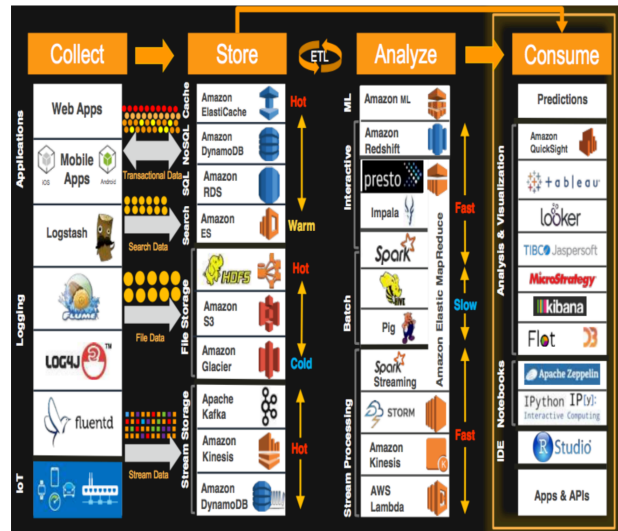 Collect
Store
ETL
Analyze
Consume
Applications
Web Apps
Mobile
Apps
iOS
Android
Logstash
Logging
FLUME
LOG4J
TM
fluentd
IoT
Transactional Data
Search Data
File Data
Stream Data
Cache
NoSQL
SQL
Search
File Storage
Stream Storage
Amazon
ElastiCache
Amazon
DynamoDB
Amazon
RDS
Amazon
ES
HDFS
Amazon
S3
Amazon
Glacier
Apache
Kafka
Amazon
Kinesis
Amazon
DynamoDB
Hot
Warm
Hot
Cold
Hot
ML
Interactive
Batch
Stream Processing
Amazon ML
Amazon
Redshift
presto
Impala
Spark
HIVE
Pig
Amazon Elastic MapReduce
Spark
Streaming
STORM
Amazon
Kinesis
AWS
Lambda
Fast
Slow
Fast
Analysis & Visualization
Notebooks
IDE
Predictions
Amazon
QuickSight
tableau
looker
TIBCO Jaspersoft
MicroStrategy
kibana
Flot D3
Apache Zeppelin
IPython IP[y]:
Interactive Computing
R Studio
Apps & APIs